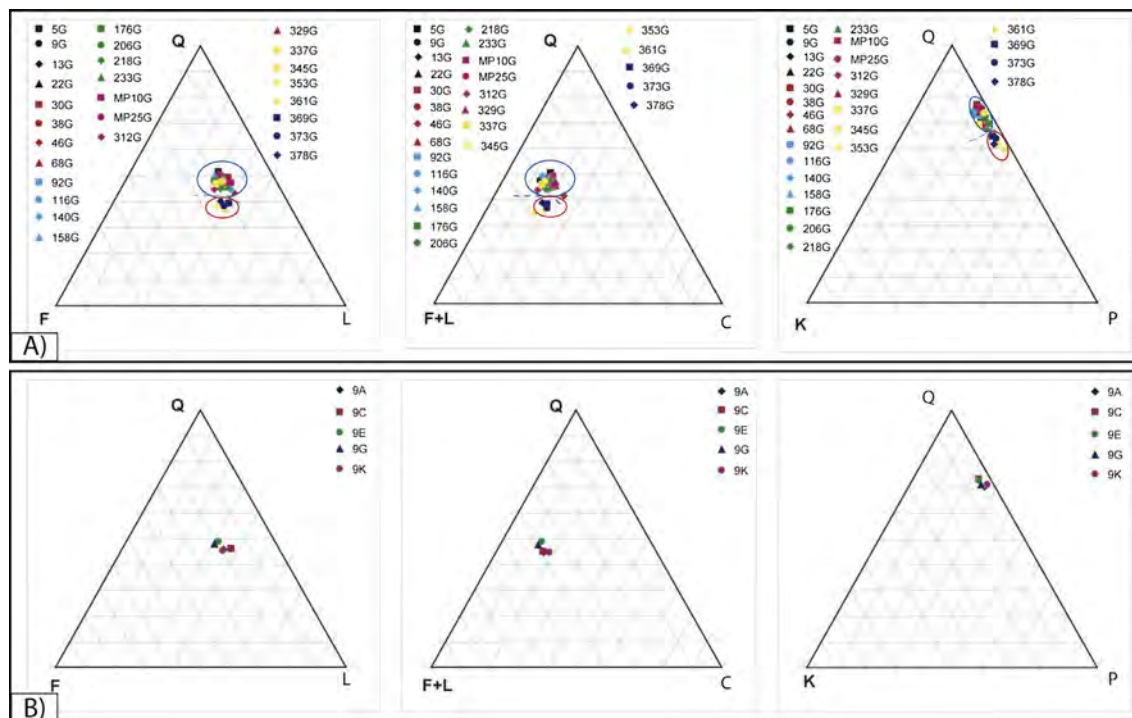 5G
9G
13G
22G
30G
38G
46G
68G
92G
116G
140G
158G
176G
206G
218G
233G
MP10G
MP25G
312G
329G
337G
345G
353G
361G
369G
373G
378G
Q
F
L
5G
9G
13G
22G
30G
38G
46G
68G
92G
116G
140G
158G
176G
206G
218G
233G
MP10G
MP25G
312G
329G
337G
345G
353G
361G
369G
373G
378G
Q
F+L
C
5G
9G
13G
22G
30G
38G
46G
68G
92G
116G
140G
158G
176G
206G
218G
233G
MP10G
MP25G
312G
329G
337G
345G
353G
361G
369G
373G
378G
Q
K
P
A)
Q
9A
9C
9E
9G
9K
F
L
Q
9A
9C
9E
9G
9K
F+L
C
Q
9A
9C
9E
9G
9K
K
P
B)